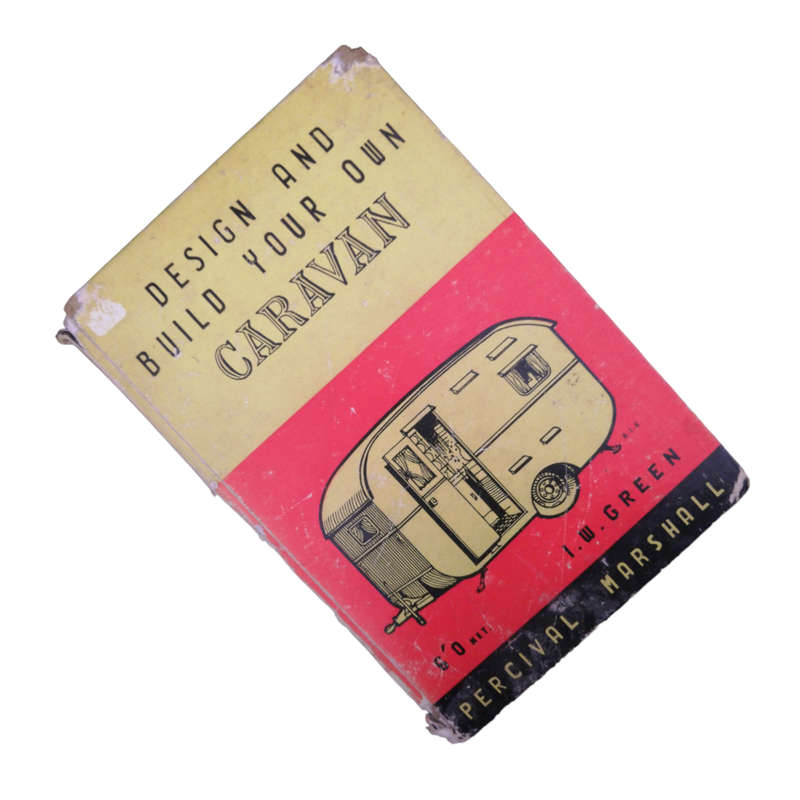 DESIGN AND
BUILD YOUR OWN
CARAVAN
I.W. GREEN
6'0 NET.
PERCIVAL MARSHALL